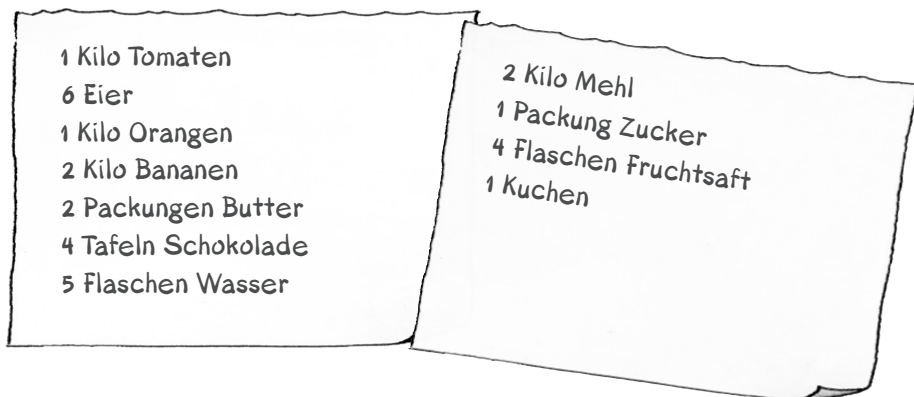 1 Kilo Tomaten
6 Eier
1 Kilo Orangen
2 Kilo Bananen
2 Packungen Butter
4 Tafeln Schokolade
5 Flaschen Wasser
2 Kilo Mehl
1 Packung Zucker
4 Flaschen Fruchtsaft
1 Kuchen